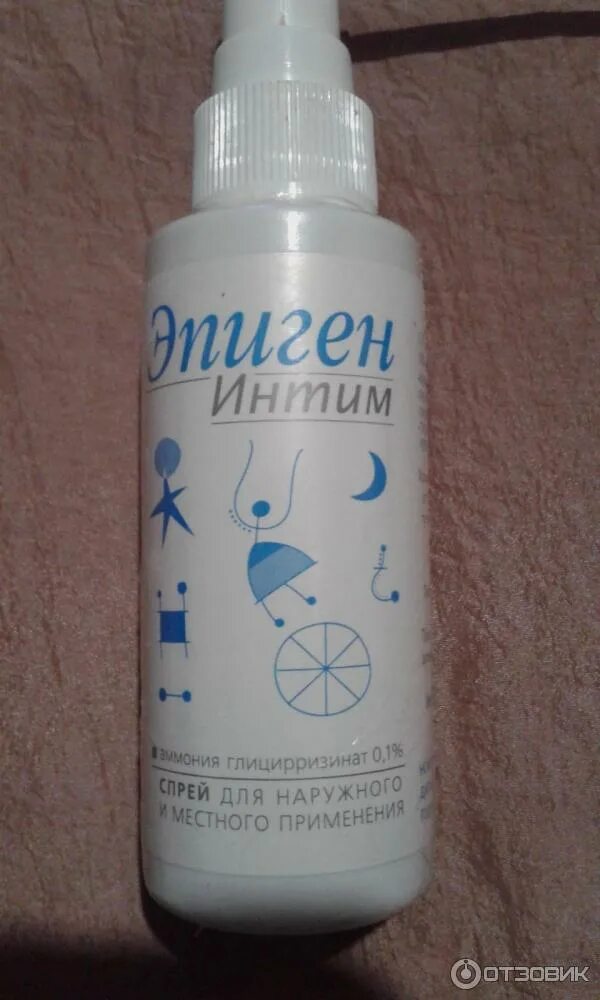 Эпиген
Интим
аммония глицирризинат 0,1%
СПРЕЙ ДЛЯ НАРУЖНОГО
И МЕСТНОГО ПРИМЕНЕНИЯ
ОТЗОВИК